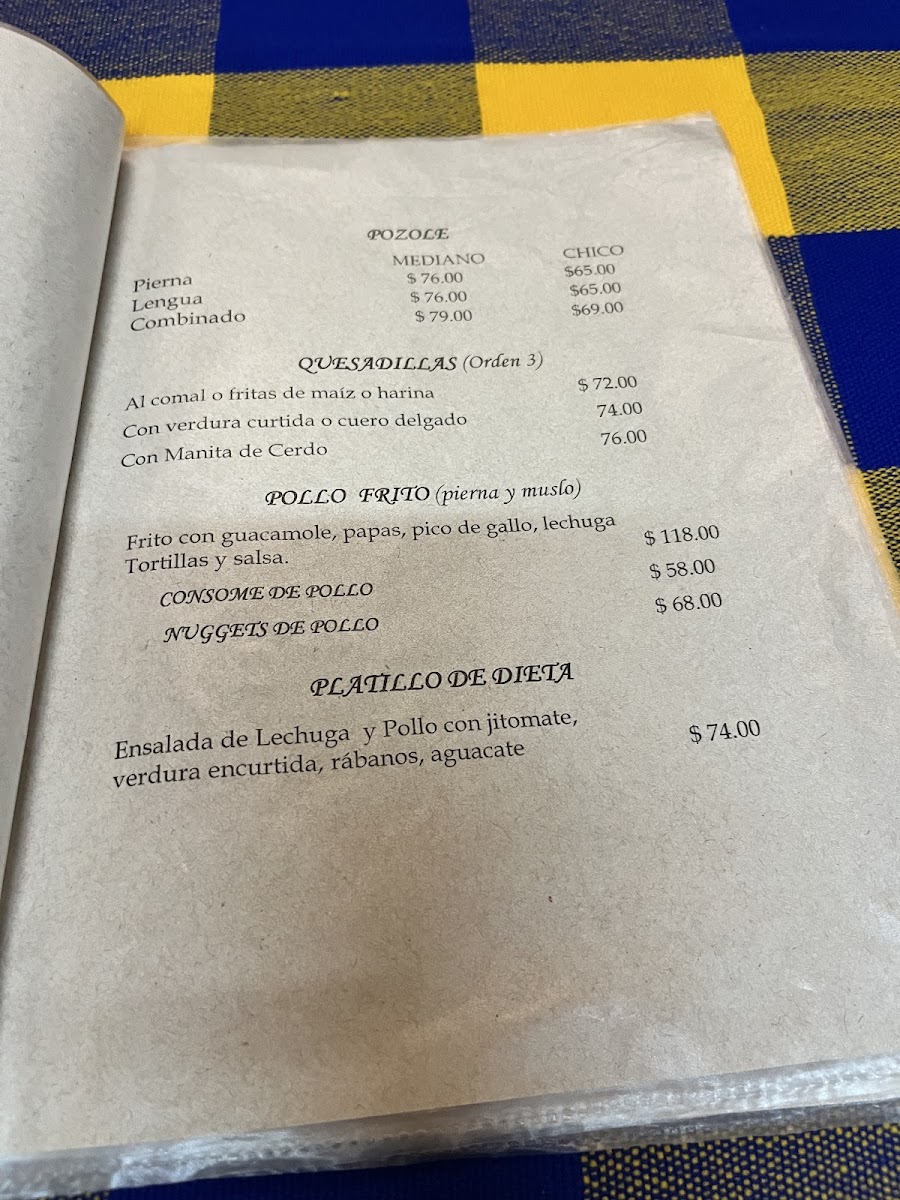 POZOLE
MEDIANO CHICO
Pierna $ 76.00 $65.00
Lengua $ 76.00 $65.00
Combinado $ 79.00 $69.00
QUESADILLAS (Orden 3)
Al comal o fritas de maíz o harina $ 72.00
Con verdura curtida o cuero delgado 74.00
Con Manita de Cerdo 76.00
POLLO FRITO (pierna y muslo)
Frito con guacamole, papas, pico de gallo, lechuga $ 118.00
Tortillas y salsa.
CONSOME DE POLLO $ 58.00
NUGGETS DE POLLO $ 68.00
PLATILLO DE DIETA
Ensalada de Lechuga y Pollo con jitomate, $ 74.00
verdura encurtida, rábanos, aguacate